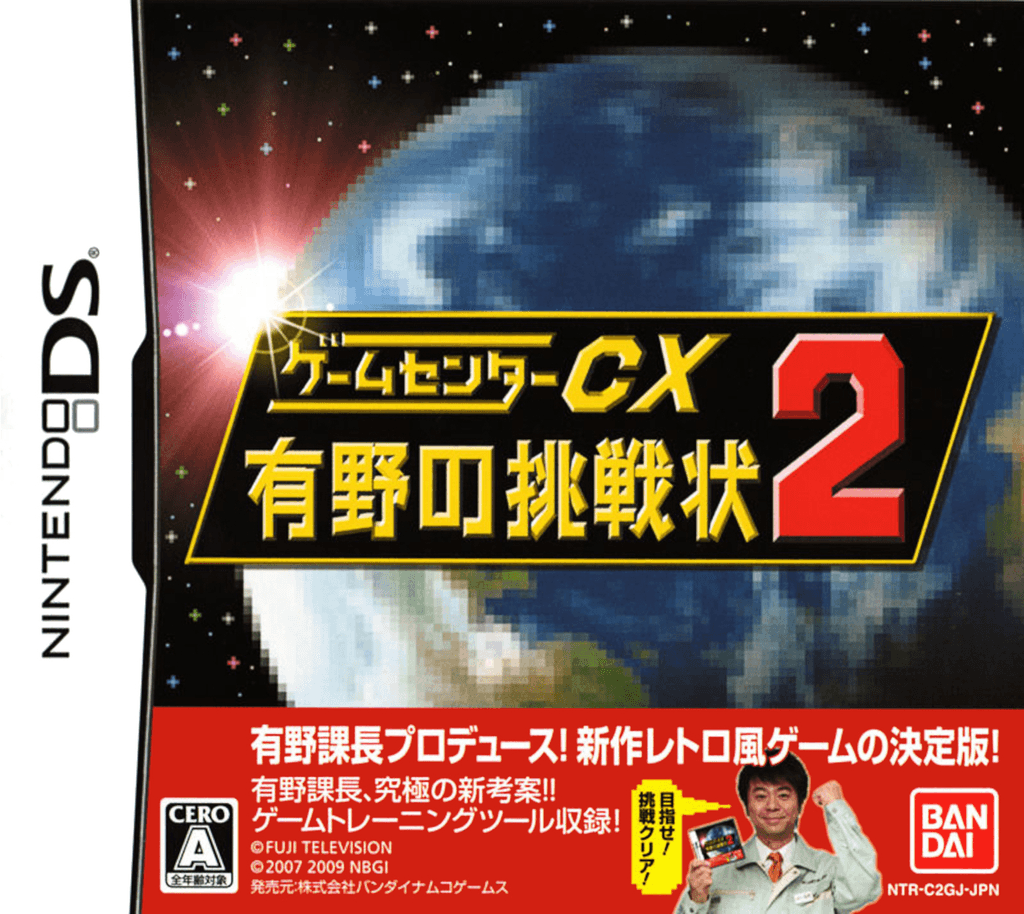 NINTENDO DS®
ゲームセンターCX
有野の挑戦状2
有野課長プロデュース!新作レトロ風ゲームの決定版!
有野課長、究極の新考案!!
ゲームトレーニングツール収録!
©FUJI TELEVISION
©2007 2009 NBGI
発売元:株式会社バンダイナムコゲームス
CERO
A
全年齢対象
目指せ!
挑戦クリア!
BAN
DAI
NTR-C2GJ-JPN